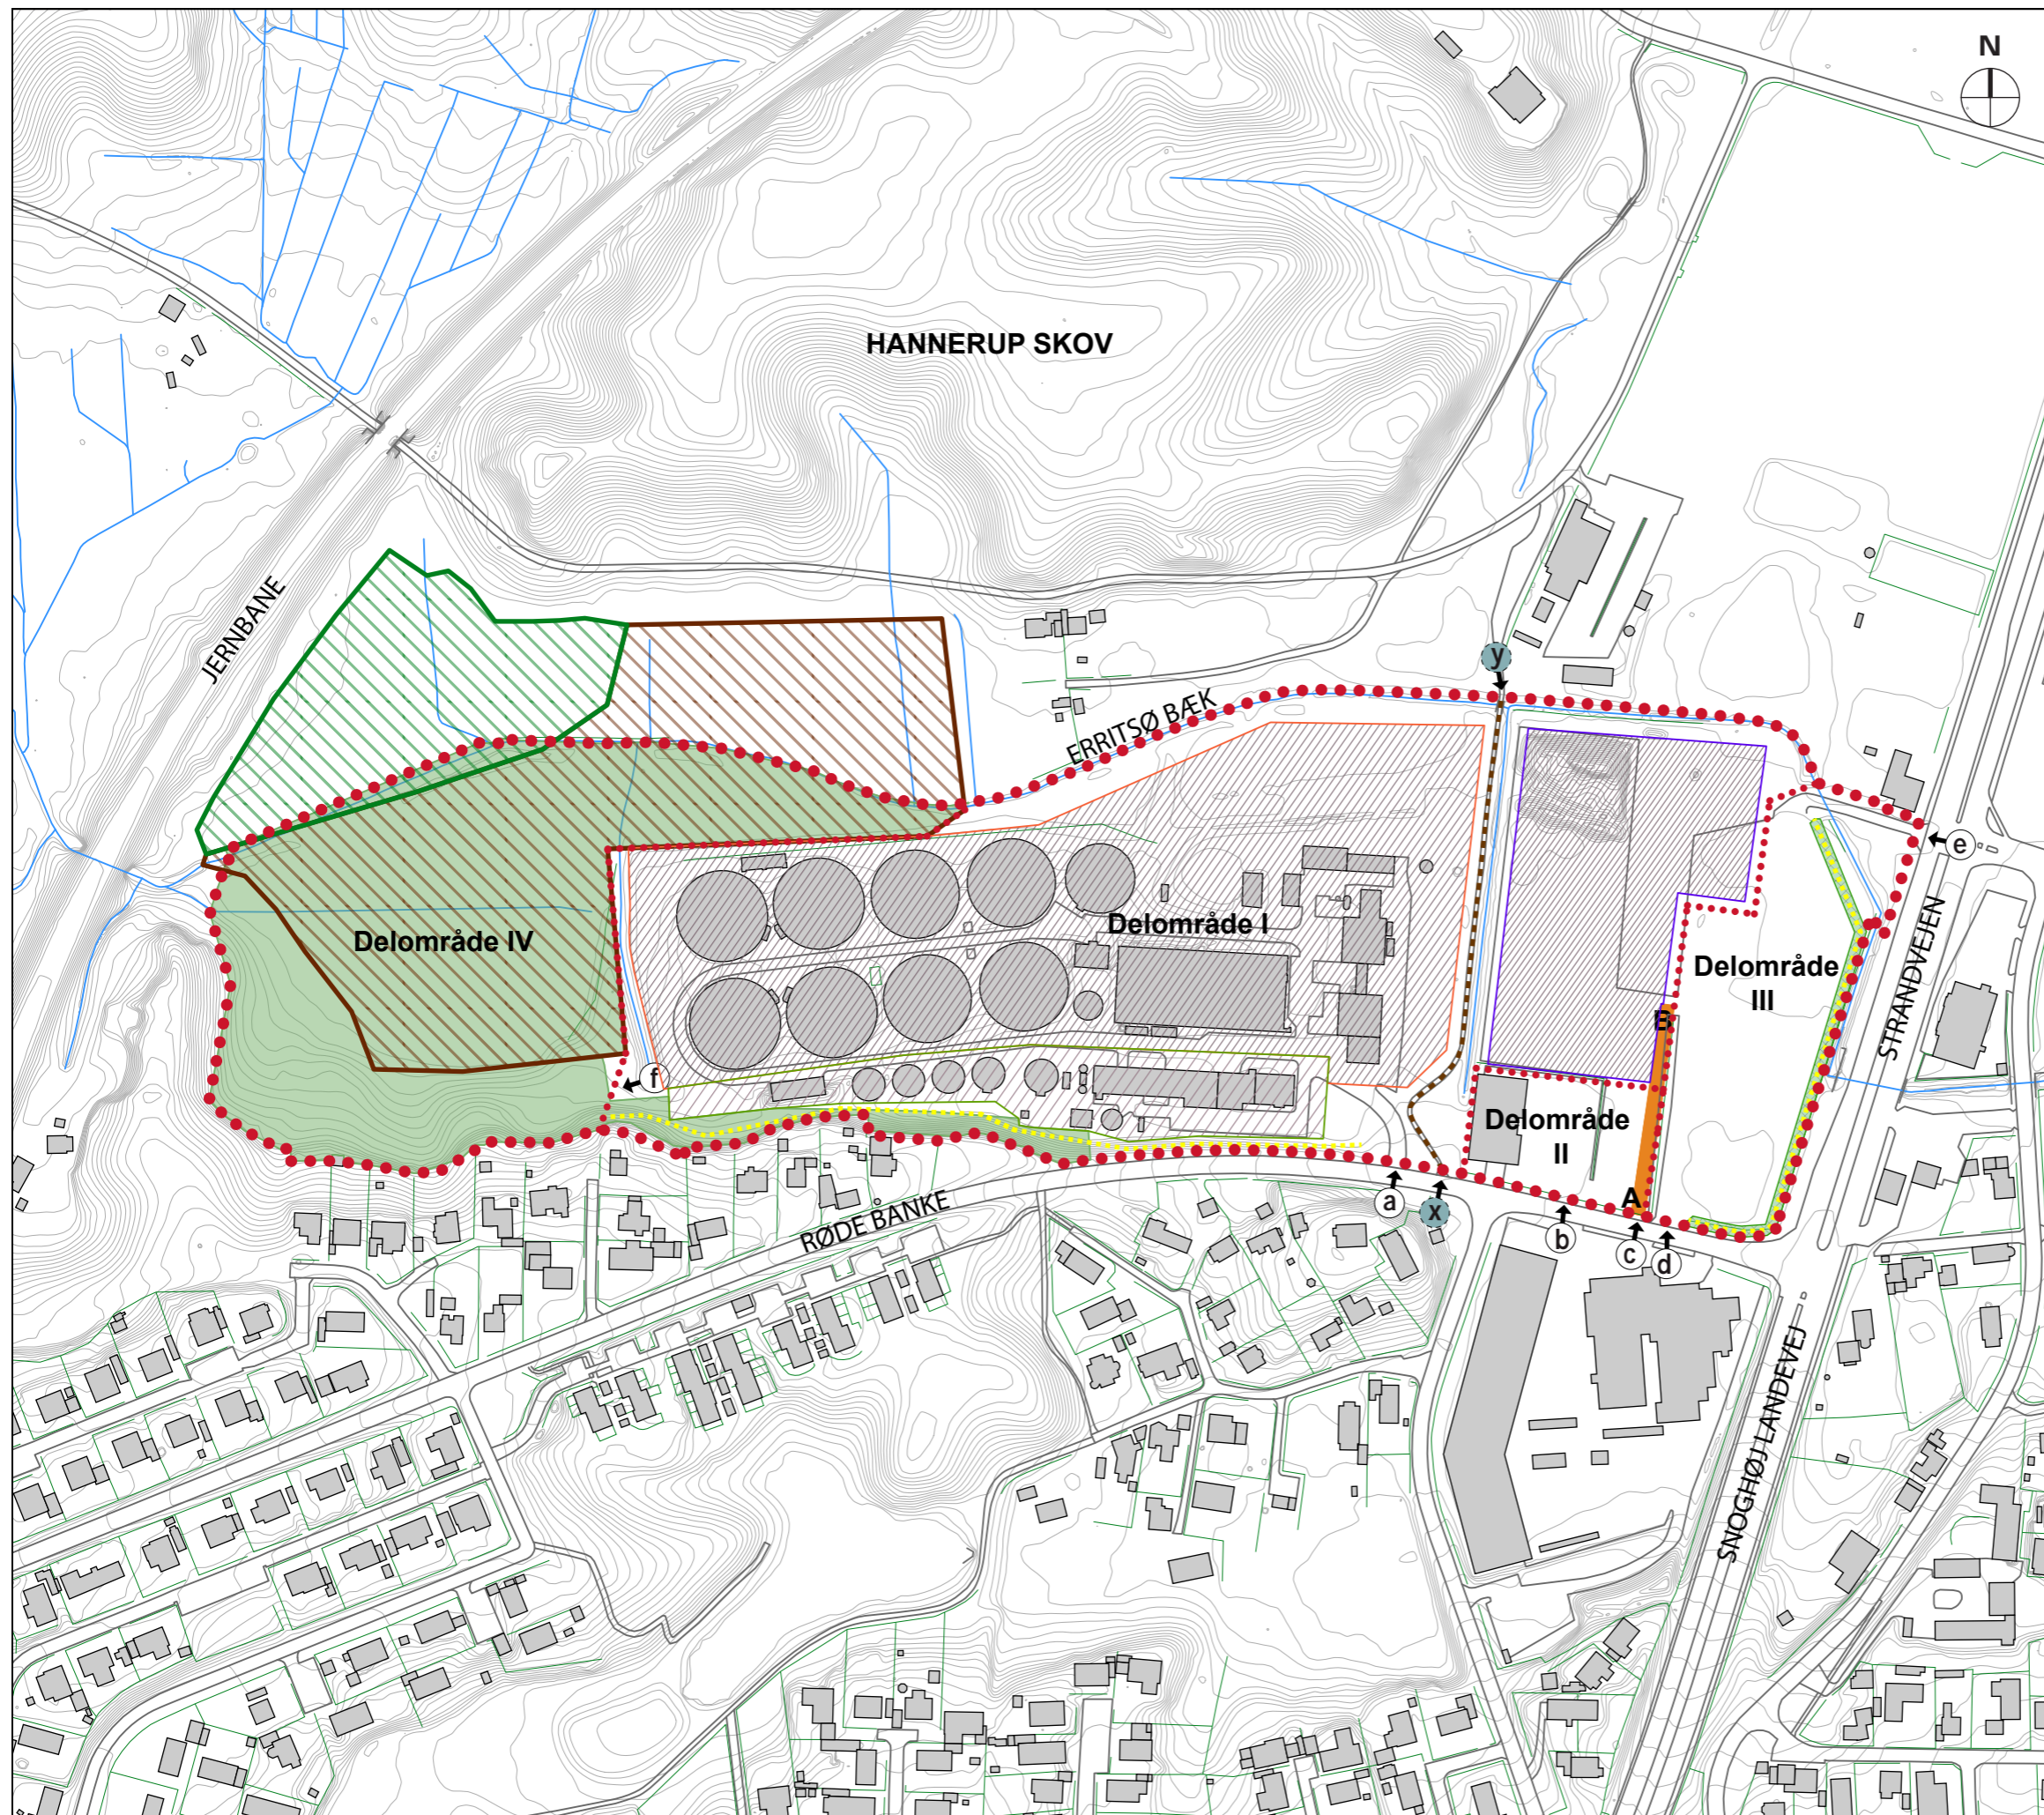 N
HANNERUP SKOV
JERNBANE
y
ERRITSØ BÆK
e
Delområde I
Delområde IV
Delområde
III
STRANDVEJEN
B
f
Delområde
II
A
a
x
b
c
d
RØDE BANKE
SNOGHØJ LANDEVEJ